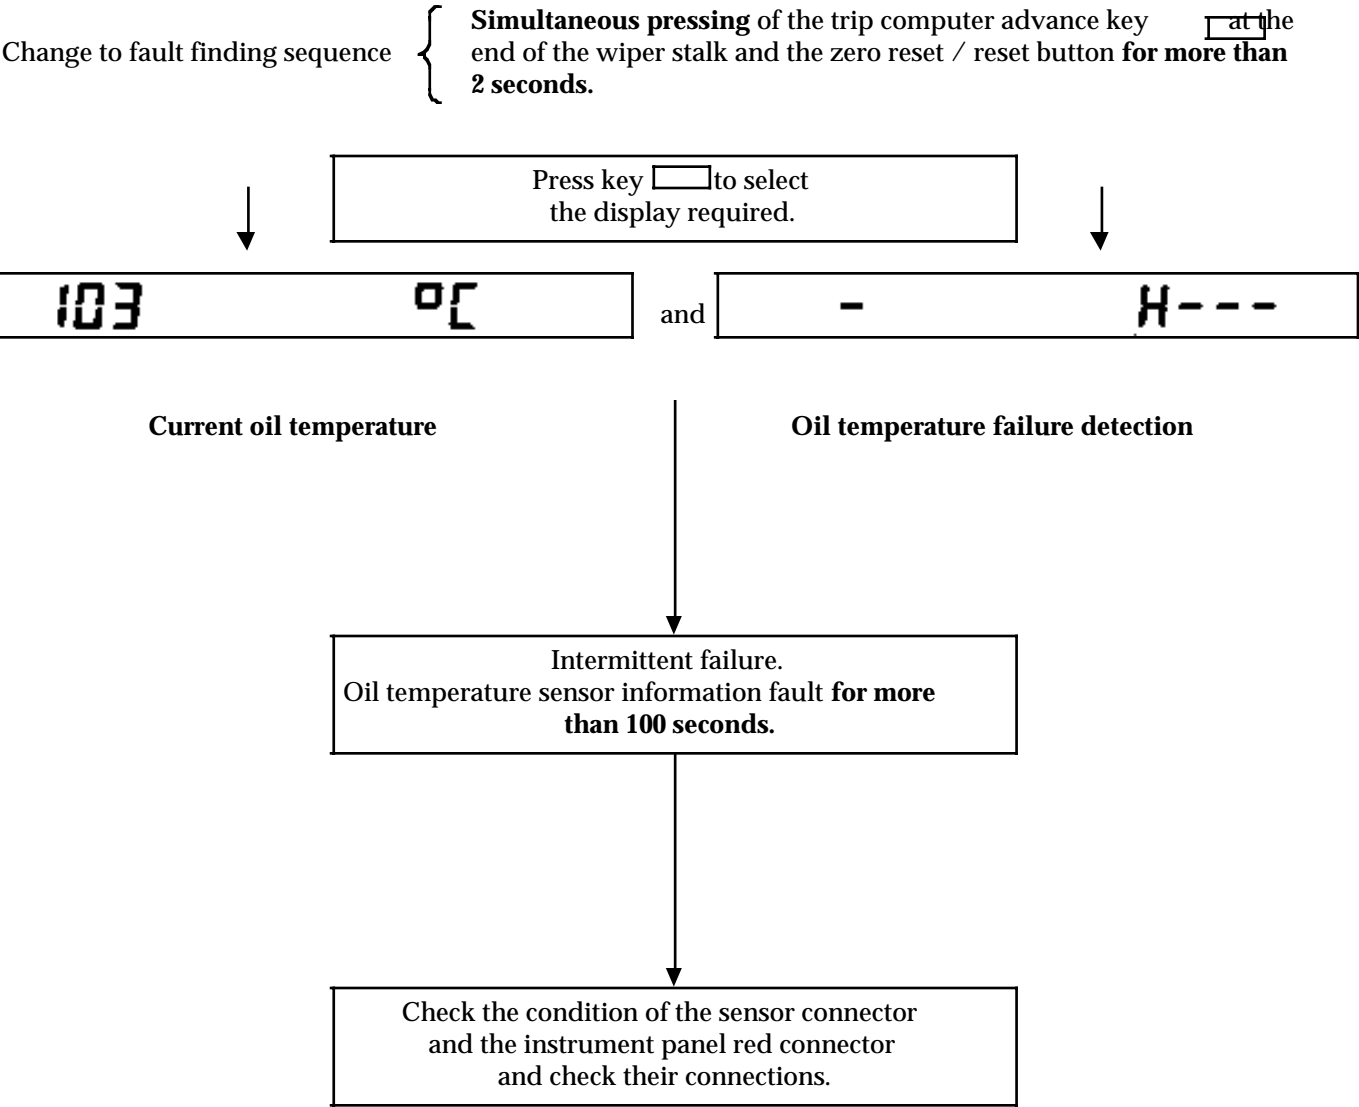 Simultaneous pressing of the trip computer advance key at the
Change to fault finding sequence
end of the wiper stalk and the zero reset / reset button for more than
2 seconds.
Press key to select
the display required.
103 °C
and
- H---
Current oil temperature
Oil temperature failure detection
Intermittent failure.
Oil temperature sensor information fault for more
than 100 seconds.
Check the condition of the sensor connector
and the instrument panel red connector
and check their connections.